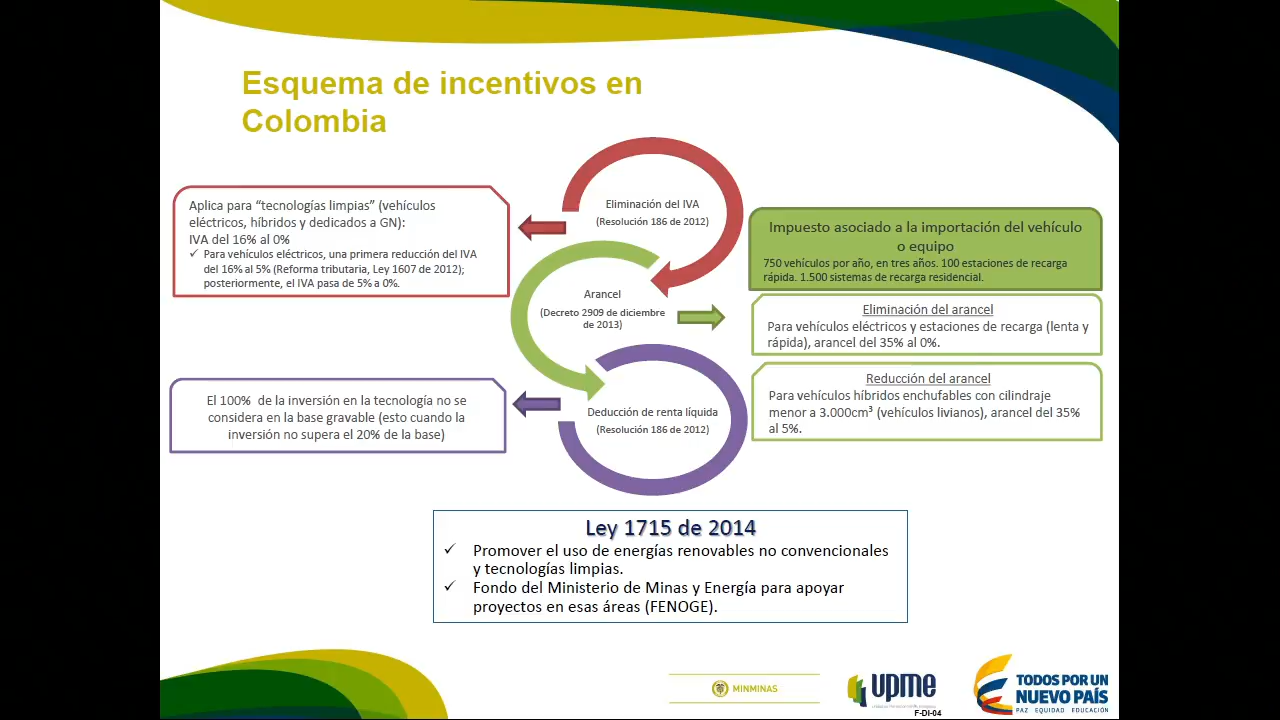 Esquema de incentivos en
Colombia
Aplica para “tecnologías limpias” (vehículos
eléctricos, híbridos y dedicados a GN):
IVA del 16% al 0%
✓ Para vehículos eléctricos, una primera reducción del IVA
del 16% al 5% (Reforma tributaria, Ley 1607 de 2012);
posteriormente, el IVA pasa de 5% a 0%.
Eliminación del IVA
(Resolución 186 de 2012)
Impuesto asociado a la importación del vehículo
o equipo
750 vehículos por año, en tres años. 100 estaciones de recarga
rápida. 1.500 sistemas de recarga residencial.
Arancel
(Decreto 2909 de diciembre
de 2013)
Eliminación del arancel
Para vehículos eléctricos y estaciones de recarga (lenta y
rápida), arancel del 35% al 0%.
Reducción del arancel
Para vehículos híbridos enchufables con cilindraje
menor a 3.000cm³ (vehículos livianos), arancel del 35%
al 5%.
El 100% de la inversión en la tecnología no se
considera en la base gravable (esto cuando la
inversión no supera el 20% de la base)
Deducción de renta líquida
(Resolución 186 de 2012)
Ley 1715 de 2014
✓ Promover el uso de energías renovables no convencionales
y tecnologías limpias.
✓ Fondo del Ministerio de Minas y Energía para apoyar
proyectos en esas áreas (FENOGE).
MINMINAS
upme
F-DI-04
TODOS POR UN
NUEVO PAÍS
PAZ EQUIDAD EDUCACIÓN